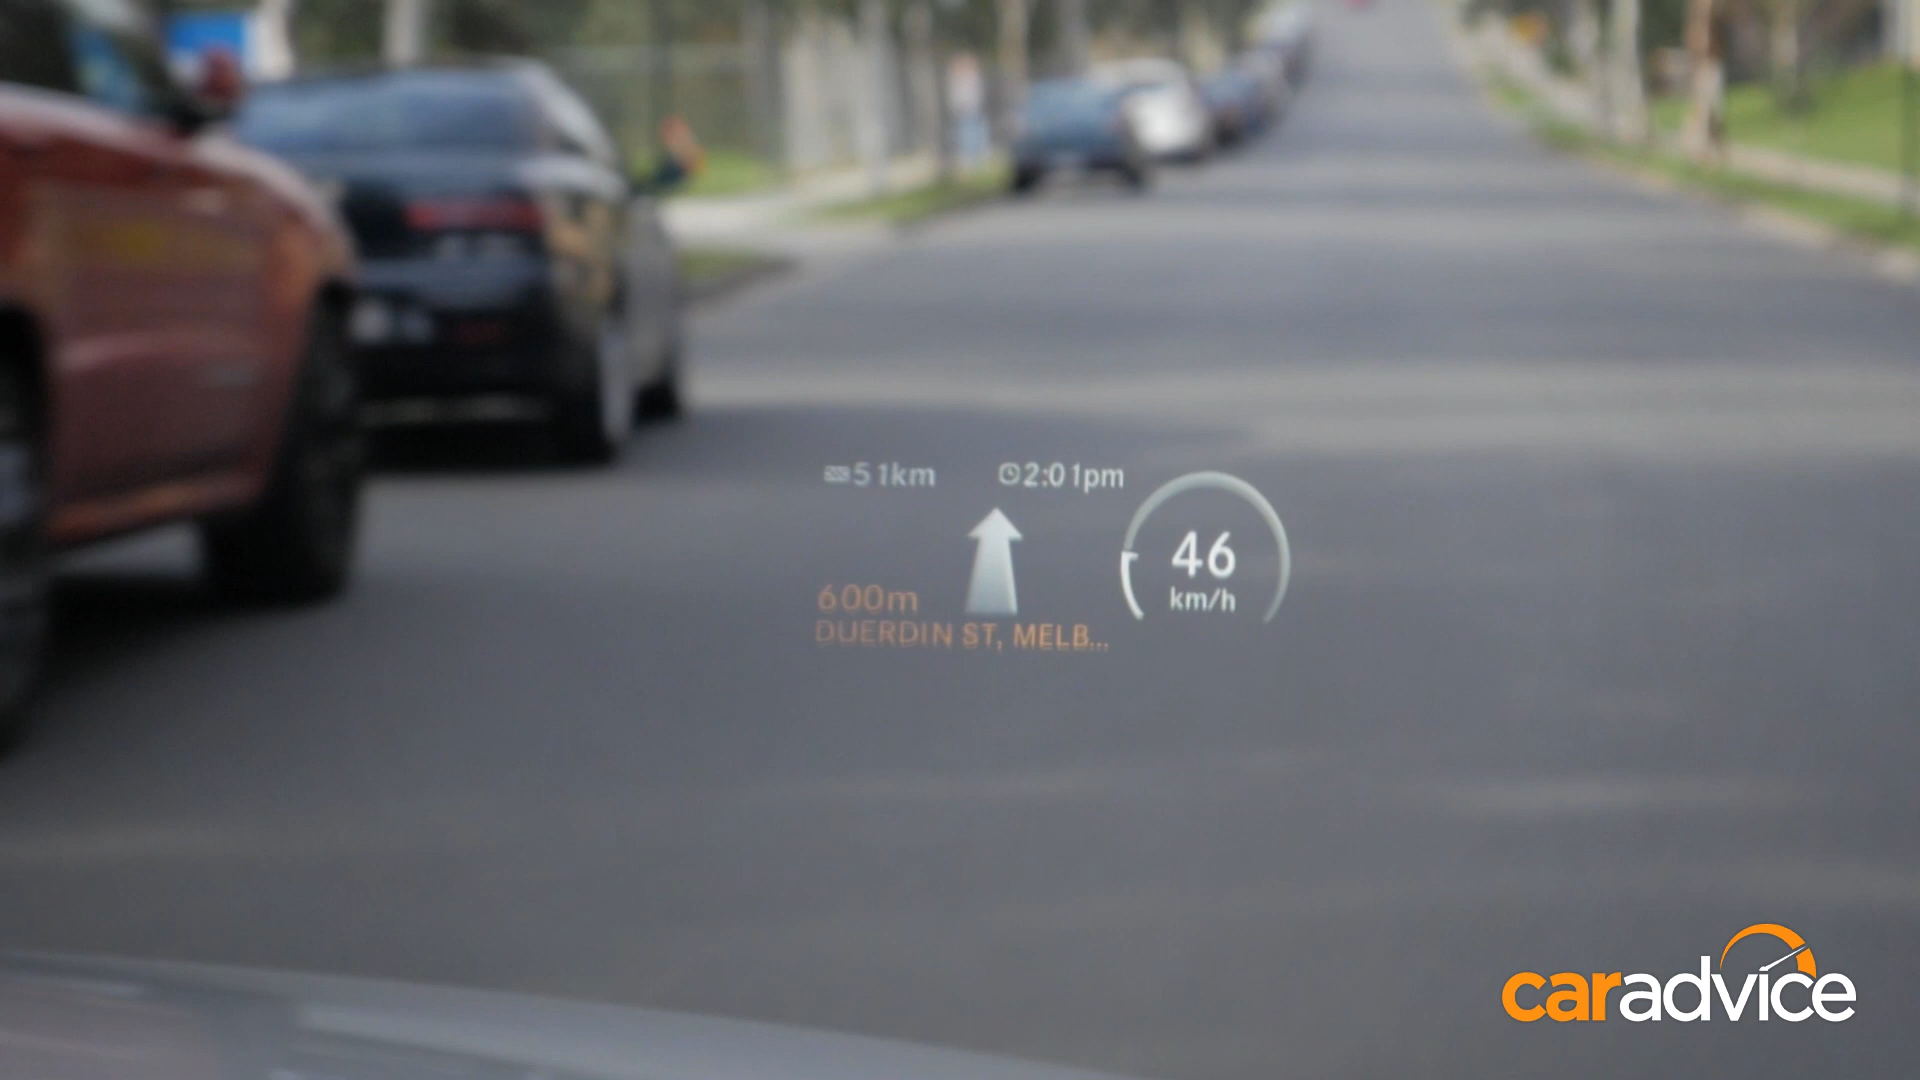 51km 2:01pm
46
km/h
600m
DUERDIN ST, MELB...
caradvice